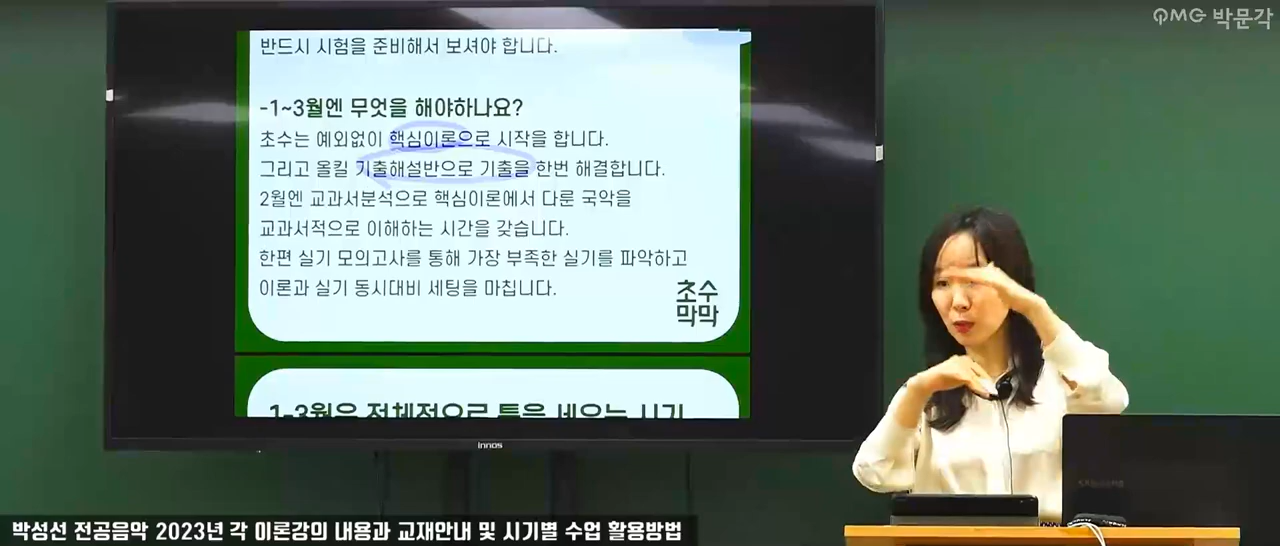 PMG 박문각
반드시 시험을 준비해서 보셔야 합니다.
-1~3월엔 무엇을 해야하나요?
초수는 예외없이 핵심이론으로 시작을 합니다.
그리고 올킬 기출해설반으로 기출을 한번 해결합니다.
2월엔 교과서분석으로 핵심이론에서 다룬 국악을
교과서적으로 이해하는 시간을 갖습니다.
한편 실기 모의고사를 통해 가장 부족한 실기를 파악하고
이론과 실기 동시대비 세팅을 마칩니다.
초수
막막
1-3월은 전체적으로 틀을 세우는 시기
innos
SAMSUNG
박성선 전공음악 2023년 각 이론강의 내용과 교재안내 및 시기별 수업 활용방법